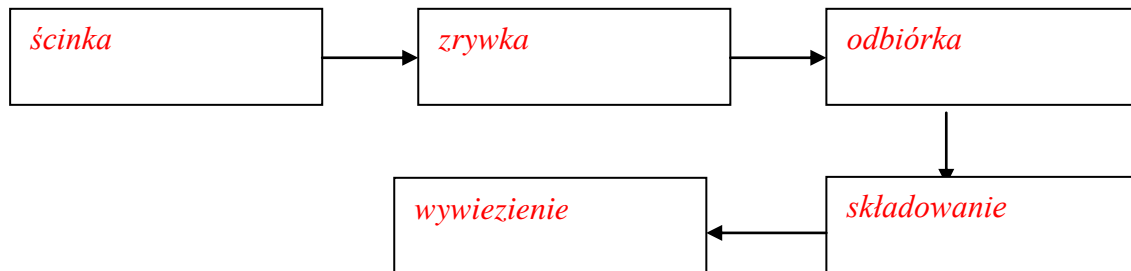 ścinka
zrywka
odbiórka
składowanie
wywiezienie